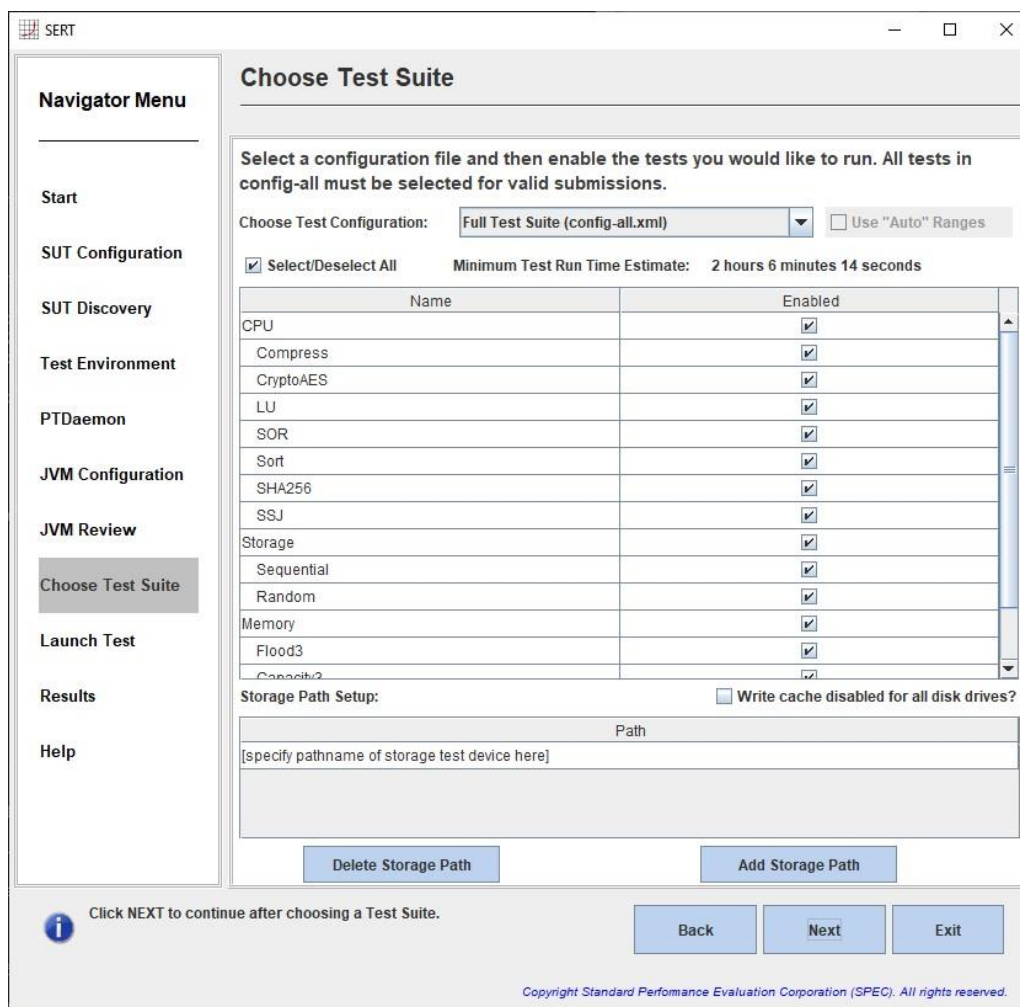 SERT
Navigator Menu
Start
SUT Configuration
SUT Discovery
Test Environment
PTDaemon
JVM Configuration
JVM Review
Choose Test Suite
Launch Test
Results
Help
Choose Test Suite
Select a configuration file and then enable the tests you would like to run. All tests in
config-all must be selected for valid submissions.
Choose Test Configuration: Full Test Suite (config-all.xml) Use "Auto" Ranges
Select/Deselect All Minimum Test Run Time Estimate: 2 hours 6 minutes 14 seconds
Name Enabled
CPU
Compress
CryptoAES
LU
SOR
Sort
SHA256
SSJ
Storage
Sequential
Random
Memory
Flood3
Capacity3
Storage Path Setup: Write cache disabled for all disk drives?
Path
[specify pathname of storage test device here]
Delete Storage Path Add Storage Path
Click NEXT to continue after choosing a Test Suite.
Back Next Exit
Copyright Standard Performance Evaluation Corporation (SPEC). All rights reserved.